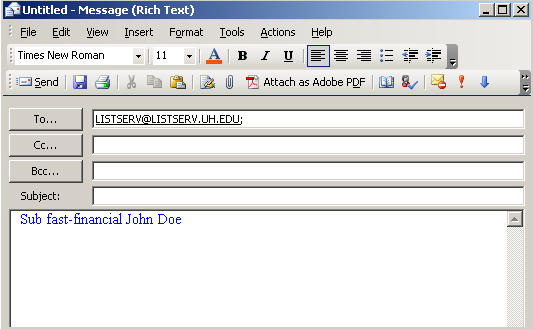 Untitled - Message (Rich Text)
File Edit View Insert Format Tools Actions Help
Times New Roman 11 A B I U
Send Attach as Adobe PDF
To... LISTSERV@LISTSERV.UH.EDU;
Cc...
Bcc...
Subject:
Sub fast-financial John Doe